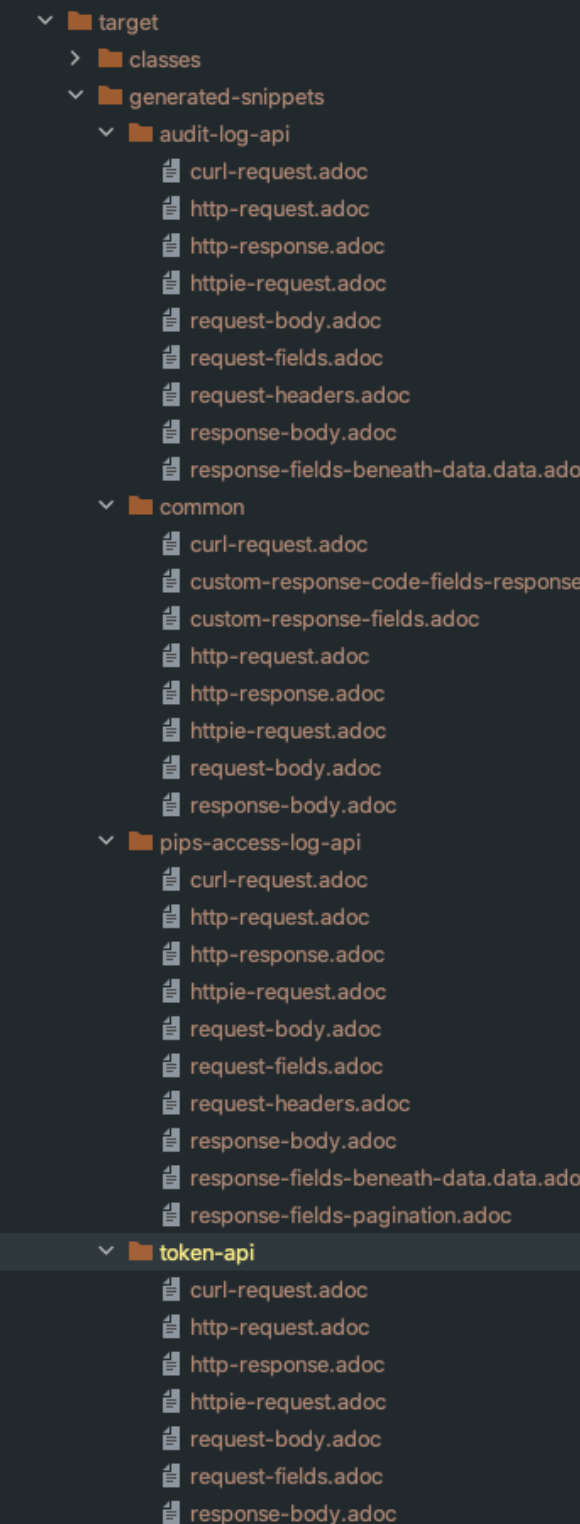 target
classes
generated-snippets
audit-log-api
curl-request.adoc
http-request.adoc
http-response.adoc
httpie-request.adoc
request-body.adoc
request-fields.adoc
request-headers.adoc
response-body.adoc
response-fields-beneath-data.data.ado
common
curl-request.adoc
custom-response-code-fields-response
custom-response-fields.adoc
http-request.adoc
http-response.adoc
httpie-request.adoc
request-body.adoc
response-body.adoc
pips-access-log-api
curl-request.adoc
http-request.adoc
http-response.adoc
httpie-request.adoc
request-body.adoc
request-fields.adoc
request-headers.adoc
response-body.adoc
response-fields-beneath-data.data.ado
response-fields-pagination.adoc
token-api
curl-request.adoc
http-request.adoc
http-response.adoc
httpie-request.adoc
request-body.adoc
request-fields.adoc
response-body.adoc